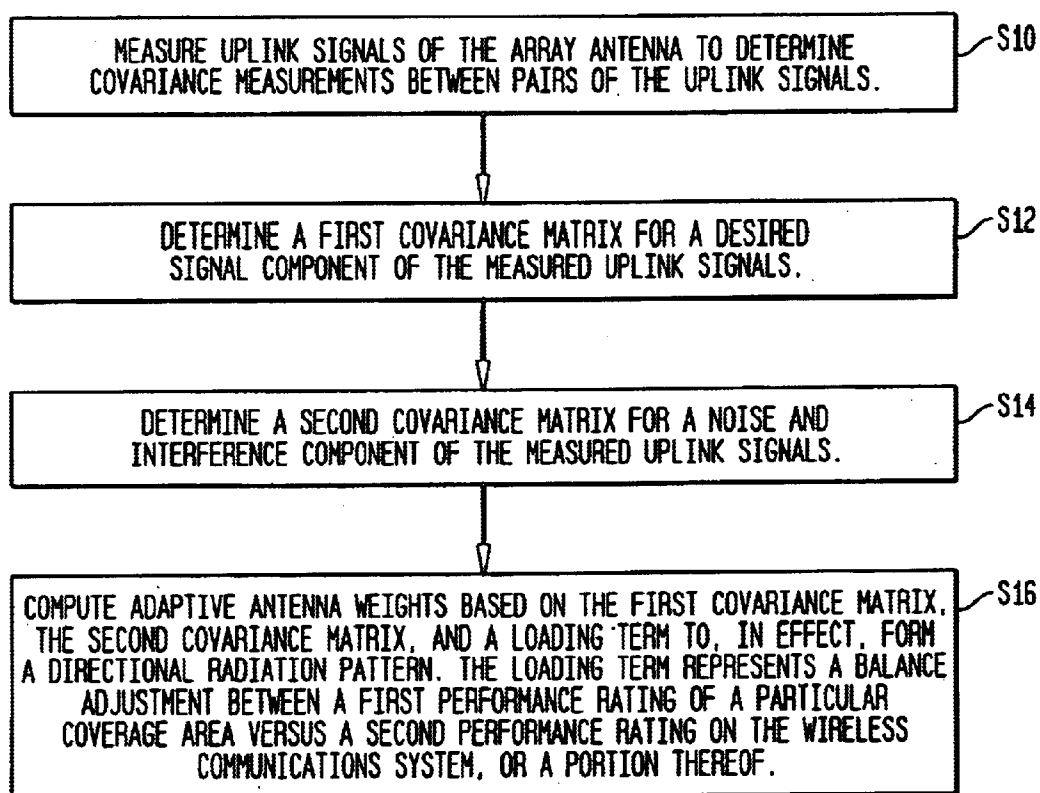 MEASURE UPLINK SIGNALS OF THE ARRAY ANTENNA TO DETERMINE
COVARIANCE MEASUREMENTS BETWEEN PAIRS OF THE UPLINK SIGNALS.
S10
DETERMINE A FIRST COVARIANCE MATRIX FOR A DESIRED
SIGNAL COMPONENT OF THE MEASURED UPLINK SIGNALS.
S12
DETERMINE A SECOND COVARIANCE MATRIX FOR A NOISE AND
INTERFERENCE COMPONENT OF THE MEASURED UPLINK SIGNALS.
S14
COMPUTE ADAPTIVE ANTENNA WEIGHTS BASED ON THE FIRST COVARIANCE MATRIX,
THE SECOND COVARIANCE MATRIX, AND A LOADING TERM TO, IN EFFECT, FORM
A DIRECTIONAL RADIATION PATTERN. THE LOADING TERM REPRESENTS A BALANCE
ADJUSTMENT BETWEEN A FIRST PERFORMANCE RATING OF A PARTICULAR
COVERAGE AREA VERSUS A SECOND PERFORMANCE RATING ON THE WIRELESS
COMMUNICATIONS SYSTEM, OR A PORTION THEREOF.
S16